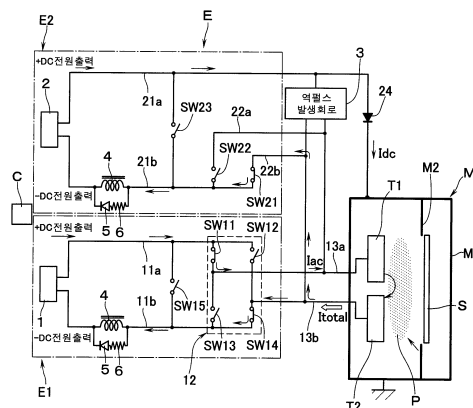 E2
E
+DC전원출력
21a
2
SW23
22a
역펄스
발생회로
3
24
SW22
22b
Idc
4
21b
M
M2
-DC전원출력
SW21
T1
C
5
6
+DC전원출력
SW11
SW12
11a
Iac
13a
1
SW15
S
4
11b
-DC전원출력
13b
Itotal
5
6
SW13
SW14
12
E1
T2
P